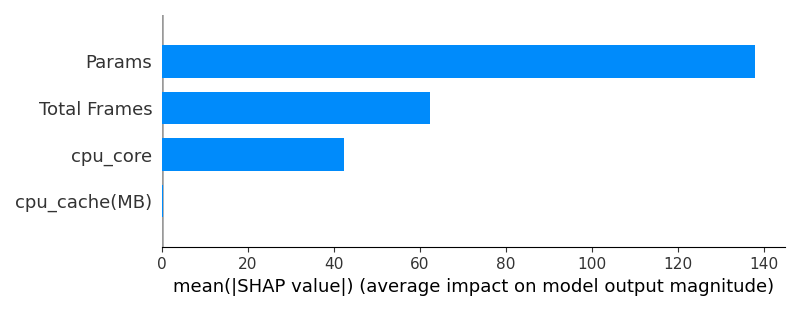 Params
Total Frames
cpu_core
cpu_cache(MB)
0 20 40 60 80 100 120 140
mean(|SHAP value|) (average impact on model output magnitude)